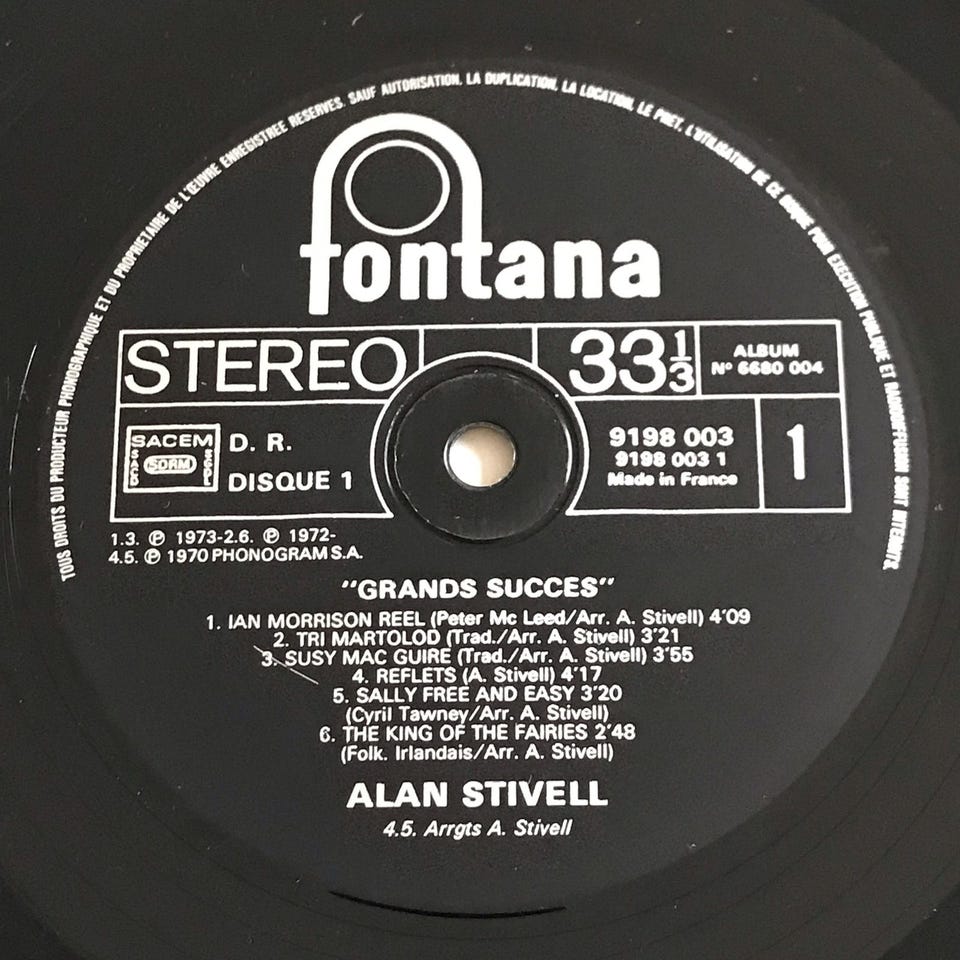 TOUS DROITS DU PRODUCTEUR PHONOGRAPHIQUE ET DU PROPRIETAIRE DE L'ŒUVRE ENREGISTREE RESERVES. SAUF AUTORISATION, LA DUPLICATION, LA LOCATION, LE PRET, L'UTILISATION DE CE DISQUE POUR EXECUTION PUBLIQUE ET RADIODIFFUSION SONT INTERDITS.
fontana
STEREO
33 1/3
ALBUM
Nº 6680 004
SACEM
SACD
SDRM
SGDL
D. R.
DISQUE 1
9198 003
9198 003 1
Made in France
1
1.3. ℗ 1973-2.6. ℗ 1972-
4.5. ℗ 1970 PHONOGRAM S.A.
"GRANDS SUCCES"
1. IAN MORRISON REEL (Peter Mc Leed/Arr. A. Stivell) 4'09
2. TRI MARTOLOD (Trad./Arr. A. Stivell) 3'21
3. SUSY MAC GUIRE (Trad./Arr. A. Stivell) 3'55
4. REFLETS (A. Stivell) 4'17
5. SALLY FREE AND EASY 3'20
(Cyril Tawney/Arr. A. Stivell)
6. THE KING OF THE FAIRIES 2'48
(Folk. Irlandais/Arr. A. Stivell)
ALAN STIVELL
4.5. Arrgts A. Stivell